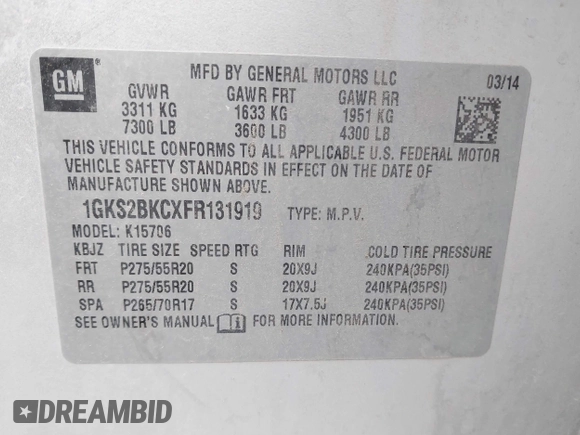 GM
MFD BY GENERAL MOTORS LLC
03/14
GVWR GAWR FRT GAWR RR
3311 KG 1633 KG 1951 KG
7300 LB 3600 LB 4300 LB
THIS VEHICLE CONFORMS TO ALL APPLICABLE U.S. FEDERAL MOTOR
VEHICLE SAFETY STANDARDS IN EFFECT ON THE DATE OF
MANUFACTURE SHOWN ABOVE.
1GKS2BKCXFR131919 TYPE: M.P.V.
MODEL: K15706
KBJZ TIRE SIZE SPEED RTG RIM COLD TIRE PRESSURE
FRT P275/55R20 S 20X9J 240KPA(35PSI)
RR P275/55R20 S 20X9J 240KPA(35PSI)
SPA P265/70R17 S 17X7.5J 240KPA(35PSI)
SEE OWNER'S MANUAL FOR MORE INFORMATION.
DREAMBID